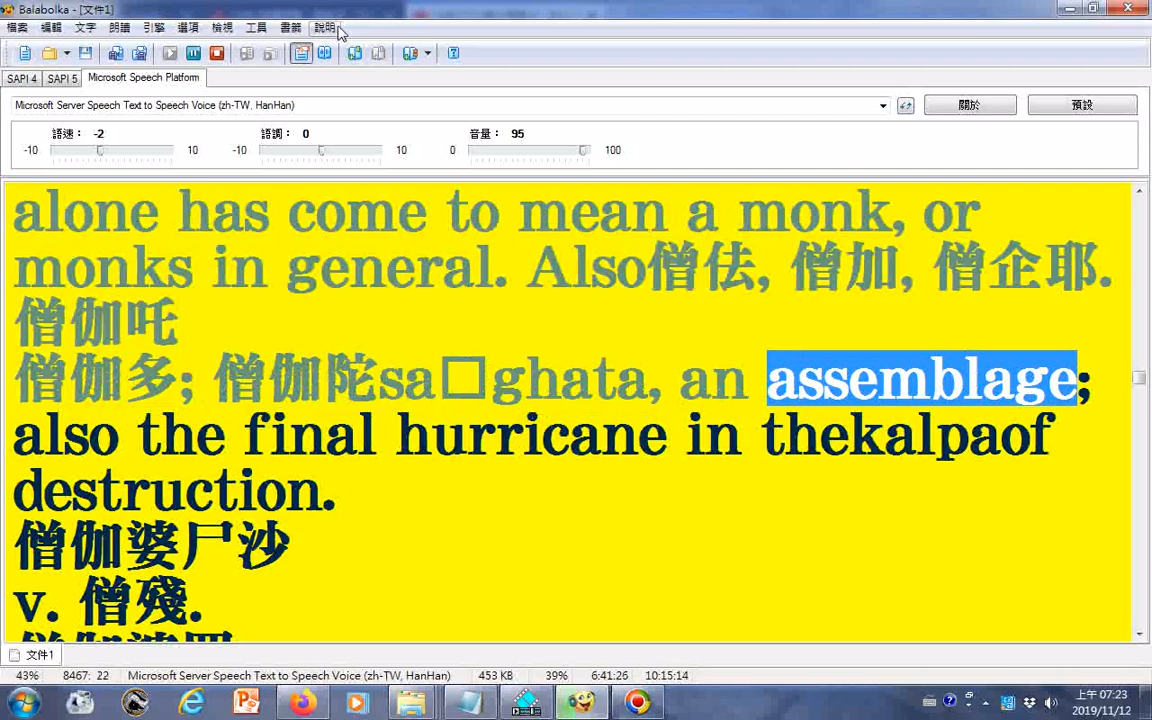 Balabolka - [文件1]
檔案 編輯 文字 朗讀 引擎 選項 檢視 工具 書籤 說明
SAPI 4 SAPI 5 Microsoft Speech Platform
Microsoft Server Speech Text to Speech Voice (zh-TW, HanHan) 關於 預設
語速： -2 語調： 0 音量： 95
-10 10 -10 10 0 100
alone has come to mean a monk, or
monks in general. Also僧佉, 僧加, 僧企耶.
僧伽吒
僧伽多; 僧伽陀sa□ghata, an assemblage;
also the final hurricane in thekalpaof
destruction.
僧伽婆尸沙
v. 僧殘.
文件1
43% 8467: 22 Microsoft Server Speech Text to Speech Voice (zh-TW, HanHan) 453 KB 39% 6:41:26 10:15:14
上午 07:23
2019/11/12